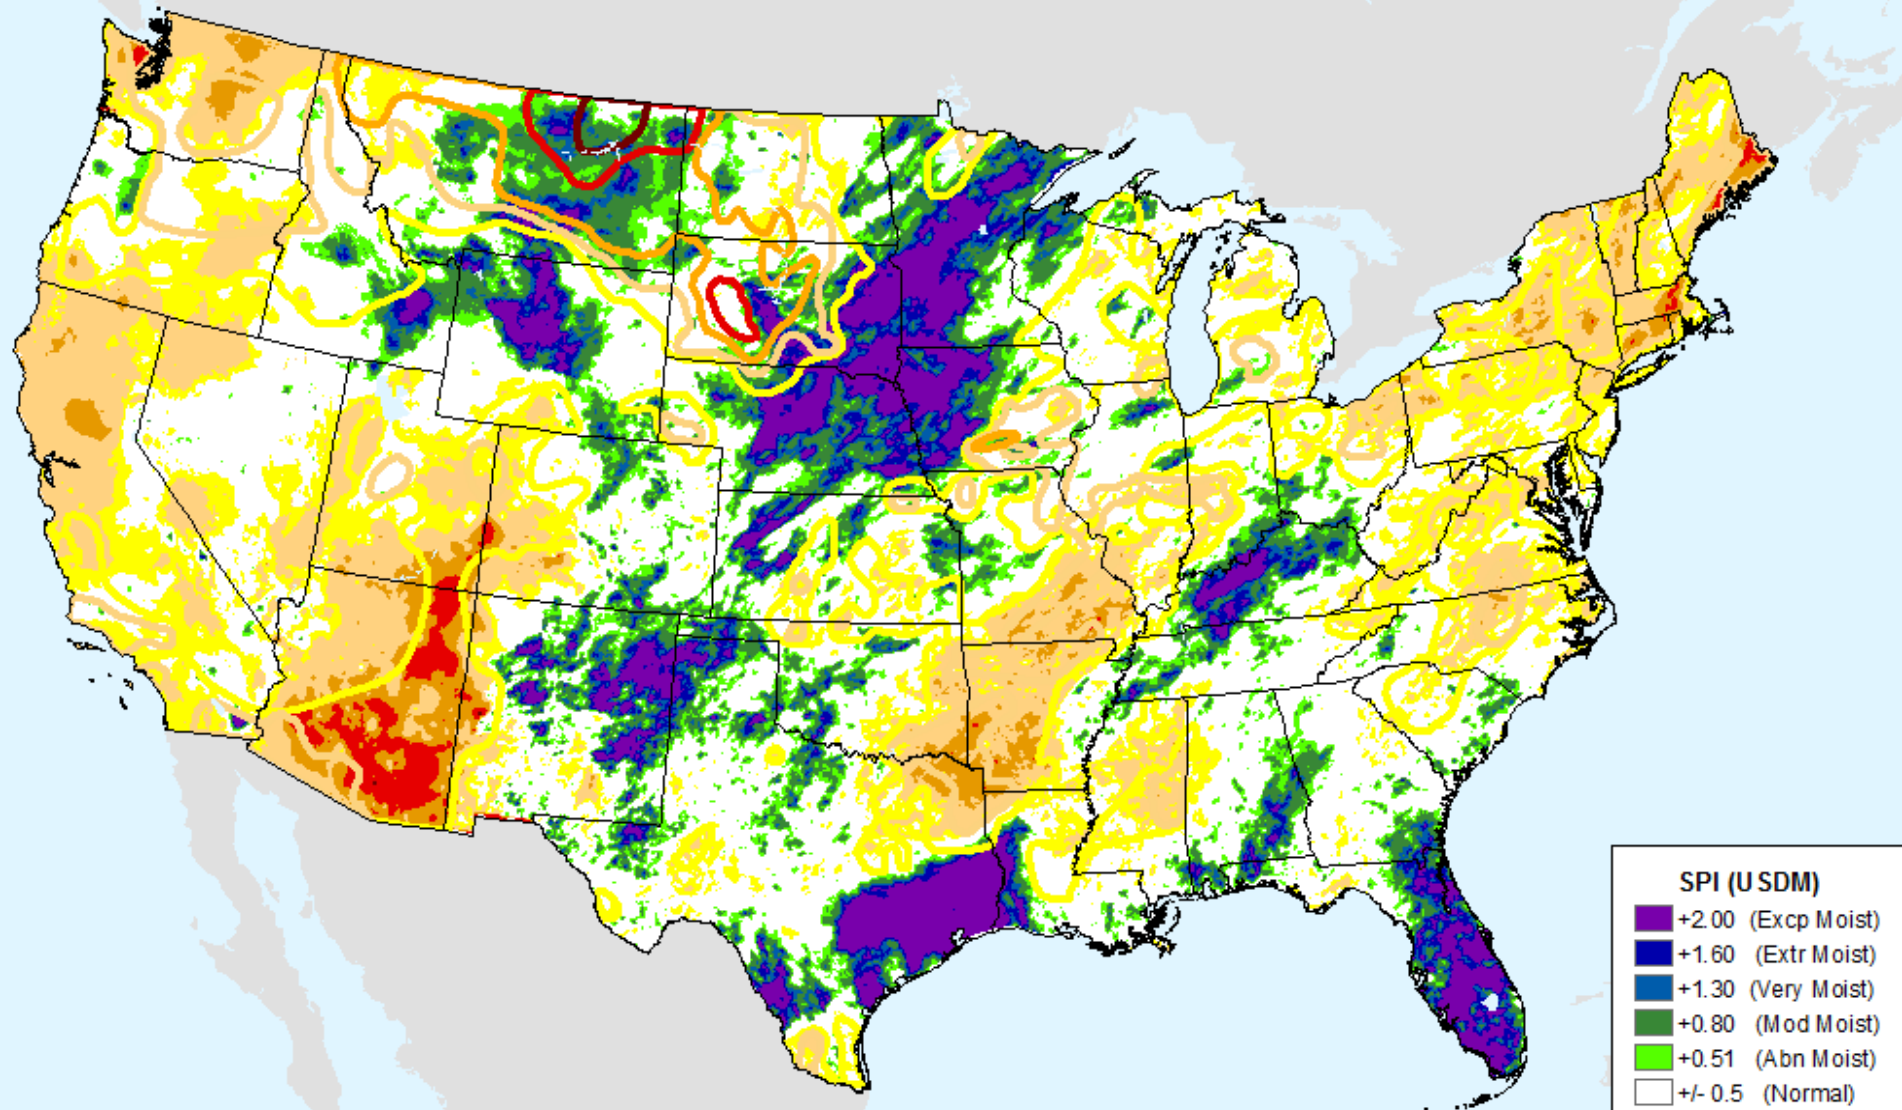 SPI (USDM)
+2.00 (Excp Moist)
+1.60 (Extr Moist)
+1.30 (Very Moist)
+0.80 (Mod Moist)
+0.51 (Abn Moist)
+/- 0.5 (Normal)